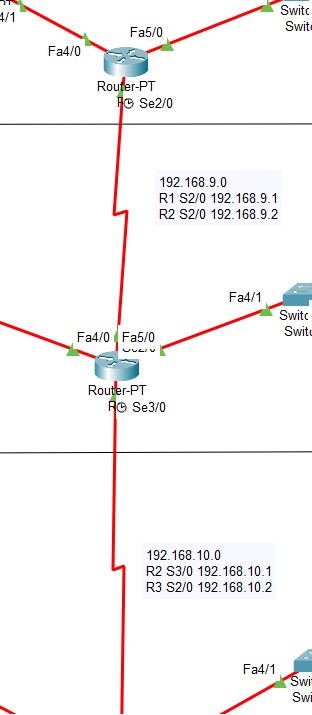 4/1
Fa5/0
Switc
Switc
Fa4/0
Router-PT
Se2/0
192.168.9.0
R1 S2/0 192.168.9.1
R2 S2/0 192.168.9.2
Fa4/1
Switc
Switc
Fa4/0
Fa5/0
Router-PT
Se3/0
192.168.10.0
R2 S3/0 192.168.10.1
R3 S2/0 192.168.10.2
Fa4/1
Swit
Swi